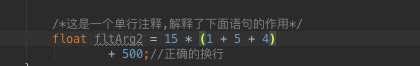 /*这是一个单行注释,解释了下面语句的作用*/
float fltArg2 = 15 * (1 + 5 + 4)
+ 500;//正确的换行